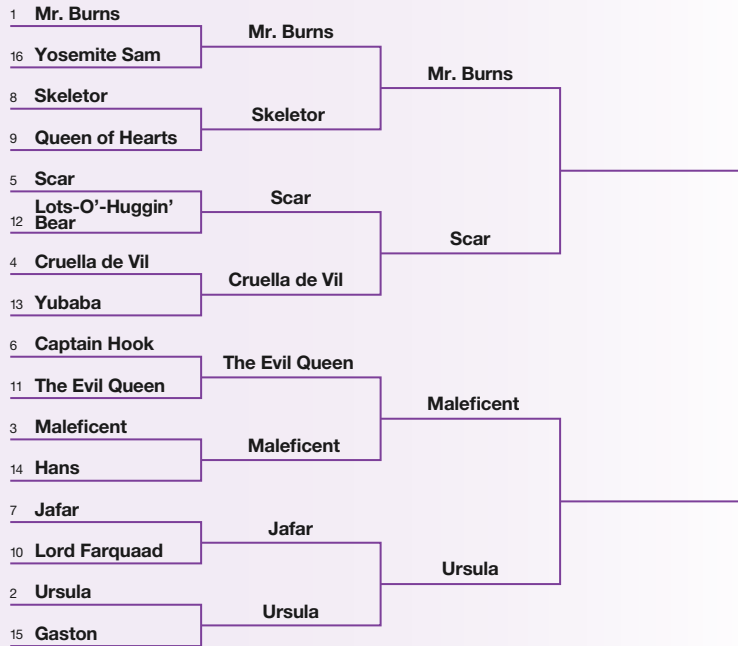 1 Mr. Burns
16 Yosemite Sam
8 Skeletor
9 Queen of Hearts
5 Scar
Lots-O'-Huggin'
12 Bear
4 Cruella de Vil
13 Yubaba
6 Captain Hook
11 The Evil Queen
3 Maleficent
14 Hans
7 Jafar
10 Lord Farquaad
2 Ursula
15 Gaston
Mr. Burns
Skeletor
Scar
Cruella de Vil
The Evil Queen
Maleficent
Jafar
Ursula
Mr. Burns
Scar
Maleficent
Ursula